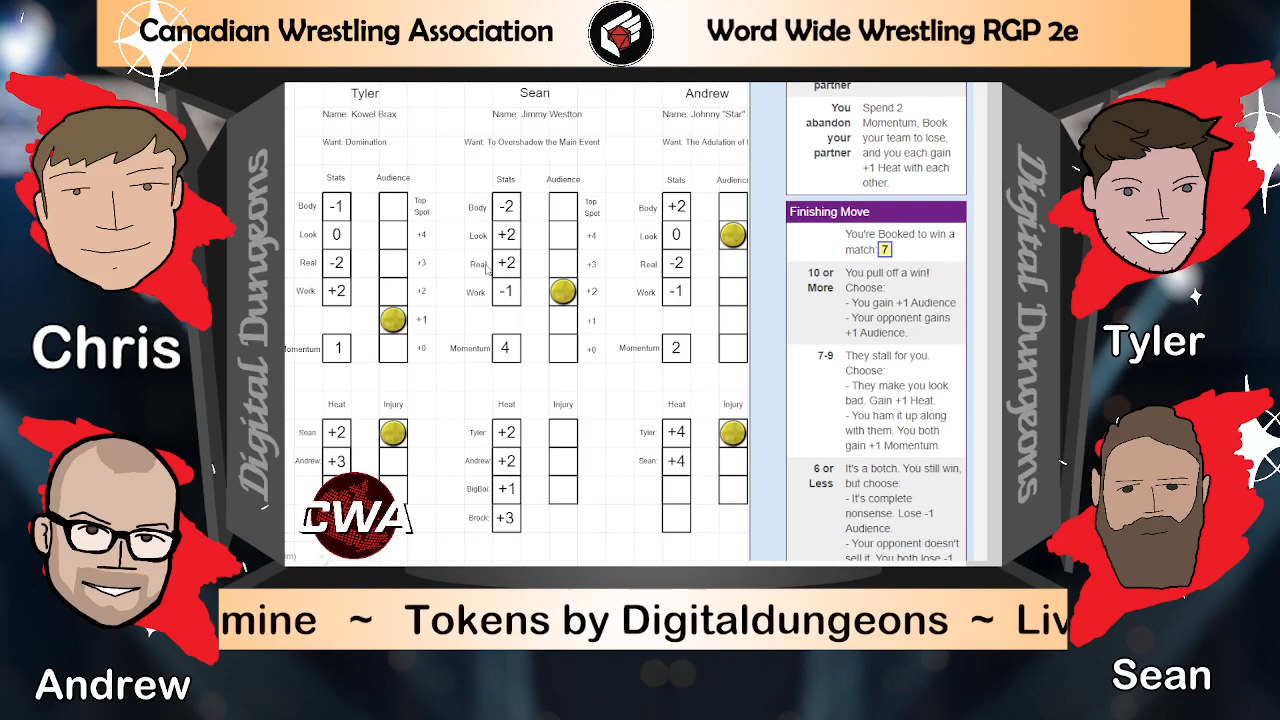 Canadian Wrestling Association
Word Wide Wrestling RGP 2e
Digital Dungeons
Chris
Andrew
Tyler
Name: Kowel Brax
Want: Domination
Stats Audience
Body -1 Top Spot
Look 0 +4
Real -2 +3
Work +2 +2
+1
Momentum 1 +0
Heat Injury
Sean: +2
Andrew: +3
CWA
Sean
Name: Jimmy Westton
Want: To Overshadow the Main Event
Stats Audience
Body -2 Top Spot
Look +2 +4
Real +2 +3
Work -1 +2
+1
Momentum 4 +0
Heat Injury
Tyler: +2
Andrew: +2
BigBoi: +1
Brock: +3
Andrew
Name: Johnny "Star"
Want: The Adulation of
Stats Audience
Body +2
Look 0
Real -2
Work -1
Momentum 2
Heat Injury
Tyler: +4
Sean: +4
partner
You abandon your partner
Spend 2
Momentum, Book
your team to lose,
and you each gain
+1 Heat with each
other.
Finishing Move
You're Booked to win a
match: 7
10 or More
You pull off a win!
Choose:
- You gain +1 Audience
- Your opponent gains
+1 Audience.
7-9
They stall for you.
Choose:
- They make you look
bad. Gain +1 Heat.
- You ham it up along
with them. You both
gain +1 Momentum.
6 or Less
It's a botch. You still win,
but choose:
- It's complete
nonsense. Lose -1
Audience.
- Your opponent doesn't
sell it. You both lose -1
Digital Dungeons
Tyler
Sean
mine ~ Tokens by Digitaldungeons ~ Liv